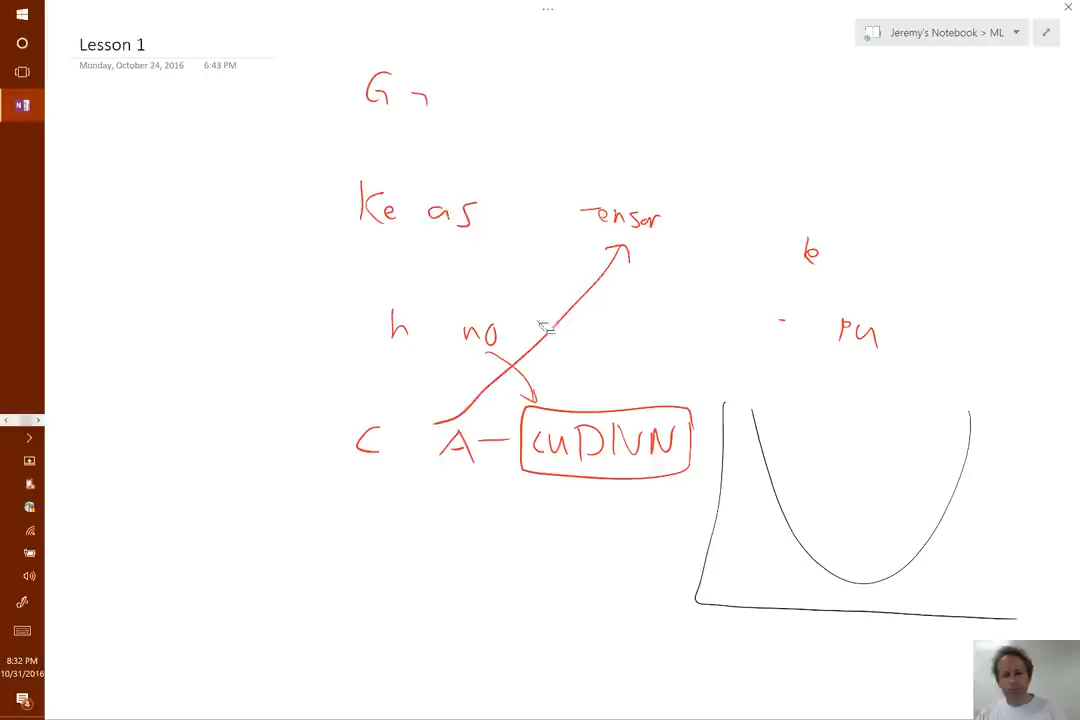 Lesson 1
Jeremy's Notebook > ML
Monday, October 24, 2016 6:43 PM
G
Ke as
ensor
h no
C A - cuDNN
8:32 PM
10/31/2016
4